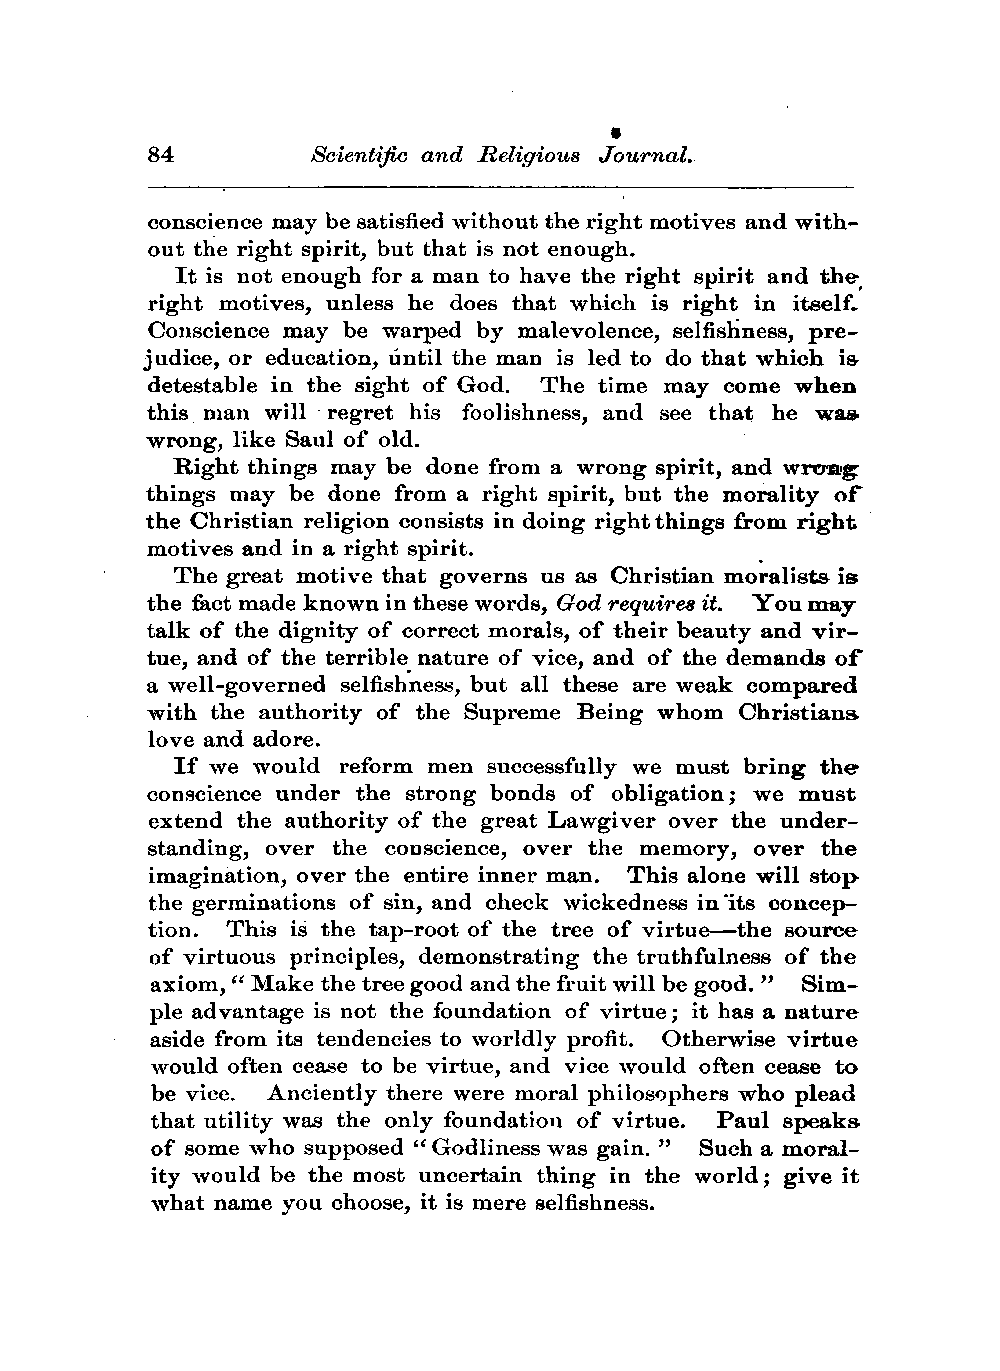 84 Scientific and Religious Journal.
conscience may be satisfied without the right motives and with-
out the right spirit, but that is not enough.
It is not enough for a man to have the right spirit and the
right motives, unless he does that which is right in itself.
Conscience may be warped by malevolence, selfishness, pre-
judice, or education, until the man is led to do that which is
detestable in the sight of God. The time may come when
this man will regret his foolishness, and see that he was
wrong, like Saul of old.
Right things may be done from a wrong spirit, and wrong
things may be done from a right spirit, but the morality of
the Christian religion consists in doing right things from right
motives and in a right spirit.
The great motive that governs us as Christian moralists is
the fact made known in these words, God requires it. You may
talk of the dignity of correct morals, of their beauty and vir-
tue, and of the terrible nature of vice, and of the demands of
a well-governed selfishness, but all these are weak compared
with the authority of the Supreme Being whom Christians
love and adore.
If we would reform men successfully we must bring the
conscience under the strong bonds of obligation; we must
extend the authority of the great Lawgiver over the under-
standing, over the conscience, over the memory, over the
imagination, over the entire inner man. This alone will stop
the germinations of sin, and check wickedness in its concep-
tion. This is the tap-root of the tree of virtue—the source
of virtuous principles, demonstrating the truthfulness of the
axiom, “Make the tree good and the fruit will be good.” Sim-
ple advantage is not the foundation of virtue; it has a nature
aside from its tendencies to worldly profit. Otherwise virtue
would often cease to be virtue, and vice would often cease to
be vice. Anciently there were moral philosophers who plead
that utility was the only foundation of virtue. Paul speaks
of some who supposed “Godliness was gain.” Such a moral-
ity would be the most uncertain thing in the world; give it
what name you choose, it is mere selfishness.